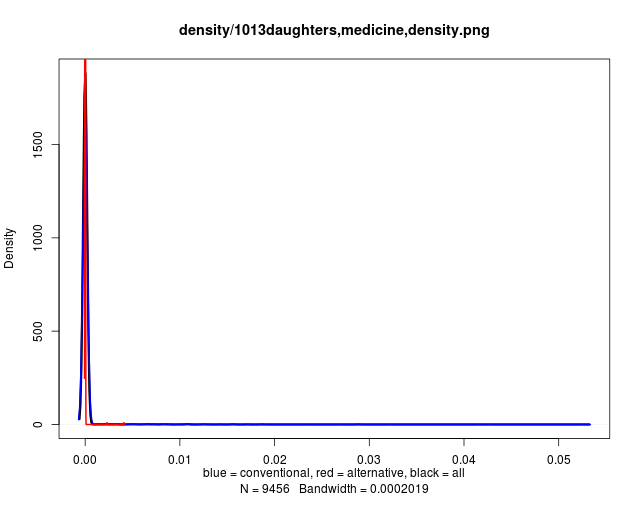 density/1013daughters,medicine,density.png
Density
1500
1000
500
0
0.00 0.01 0.02 0.03 0.04 0.05
blue = conventional, red = alternative, black = all
N = 9456 Bandwidth = 0.0002019